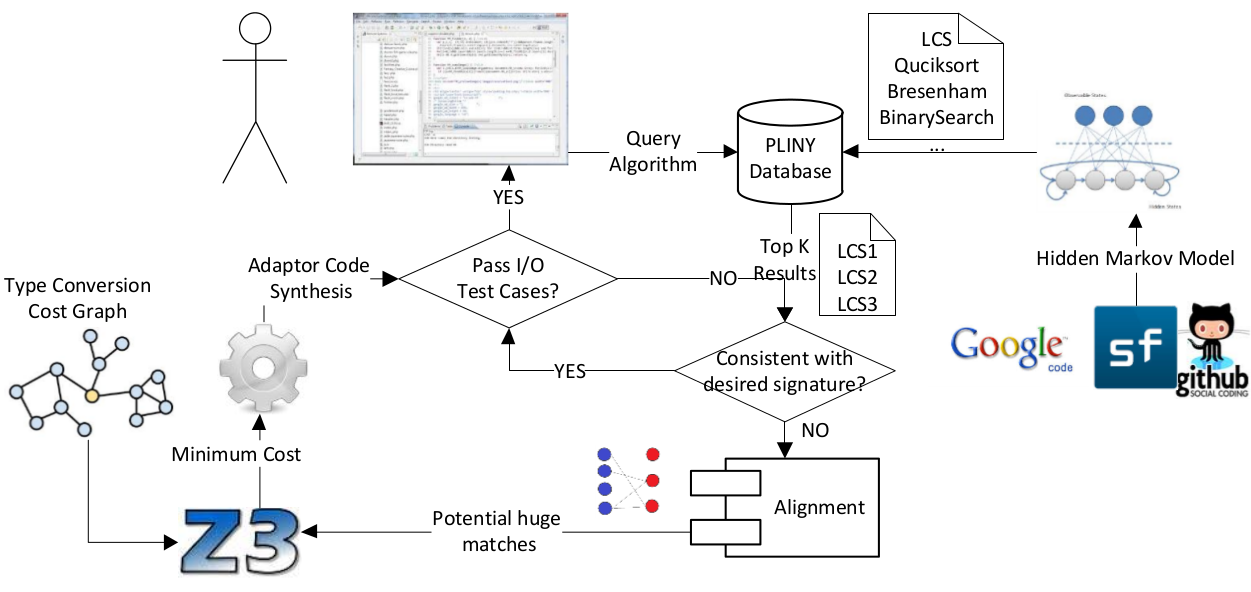 LCS
Quciksort
Bresenham
BinarySearch
...
Observable States
Hidden States
Query
Algorithm
PLINY
Database
YES
Top K
Results
LCS1
LCS2
LCS3
Hidden Markov Model
Adaptor Code
Synthesis
Pass I/O
Test Cases?
NO
Type Conversion
Cost Graph
Google
code
sf
github
SOCIAL CODING
Consistent with
desired signature?
YES
NO
Minimum Cost
Alignment
Potential huge
matches
Z3